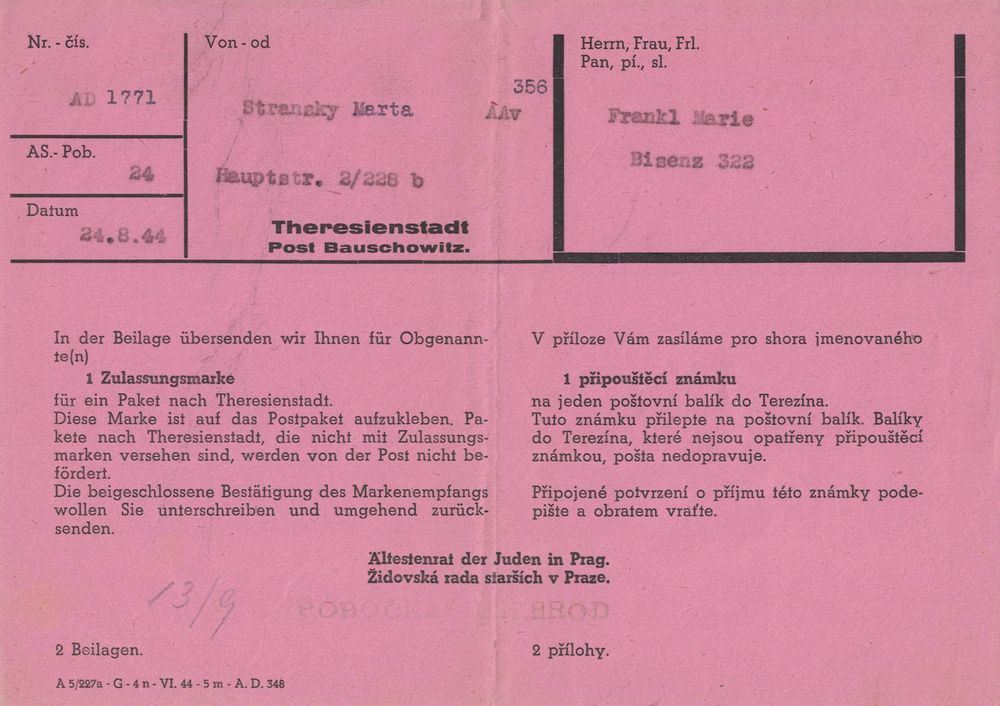 Nr. - čís.
AD 1771
AS.- Pob.
24
Datum
24.8.44
Von - od
356
Stransky Marta AAv
Hauptstr. 2/228 b
Theresienstadt
Post Bauschowitz.
Herrn, Frau, Frl.
Pan, pí., sl.
Frankl Marie
Bisenz 322
In der Beilage übersenden wir Ihnen für Obgenann-
te(n)
1 Zulassungsmarke
für ein Paket nach Theresienstadt.
Diese Marke ist auf das Postpaket aufzukleben. Pa-
kete nach Theresienstadt, die nicht mit Zulassungs-
marken versehen sind, werden von der Post nicht be-
fördert.
Die beigeschlossene Bestätigung des Markenempfangs
wollen Sie unterschreiben und umgehend zurück-
senden.
V příloze Vám zasíláme pro shora jmenovaného
1 připouštěcí známku
na jeden poštovní balík do Terezína.
Tuto známku přilepte na poštovní balík. Balíky
do Terezína, které nejsou opatřeny připouštěcí
známkou, pošta nedopravuje.
Připojené potvrzení o příjmu této známky pode-
pište a obratem vraťte.
Ältestenrat der Juden in Prag.
Židovská rada starších v Praze.
13/9
POBOČKA BROD
2 Beilagen.
2 přílohy.
A 5/227a - G - 4 n - VI. 44 - 5 m - A. D. 348